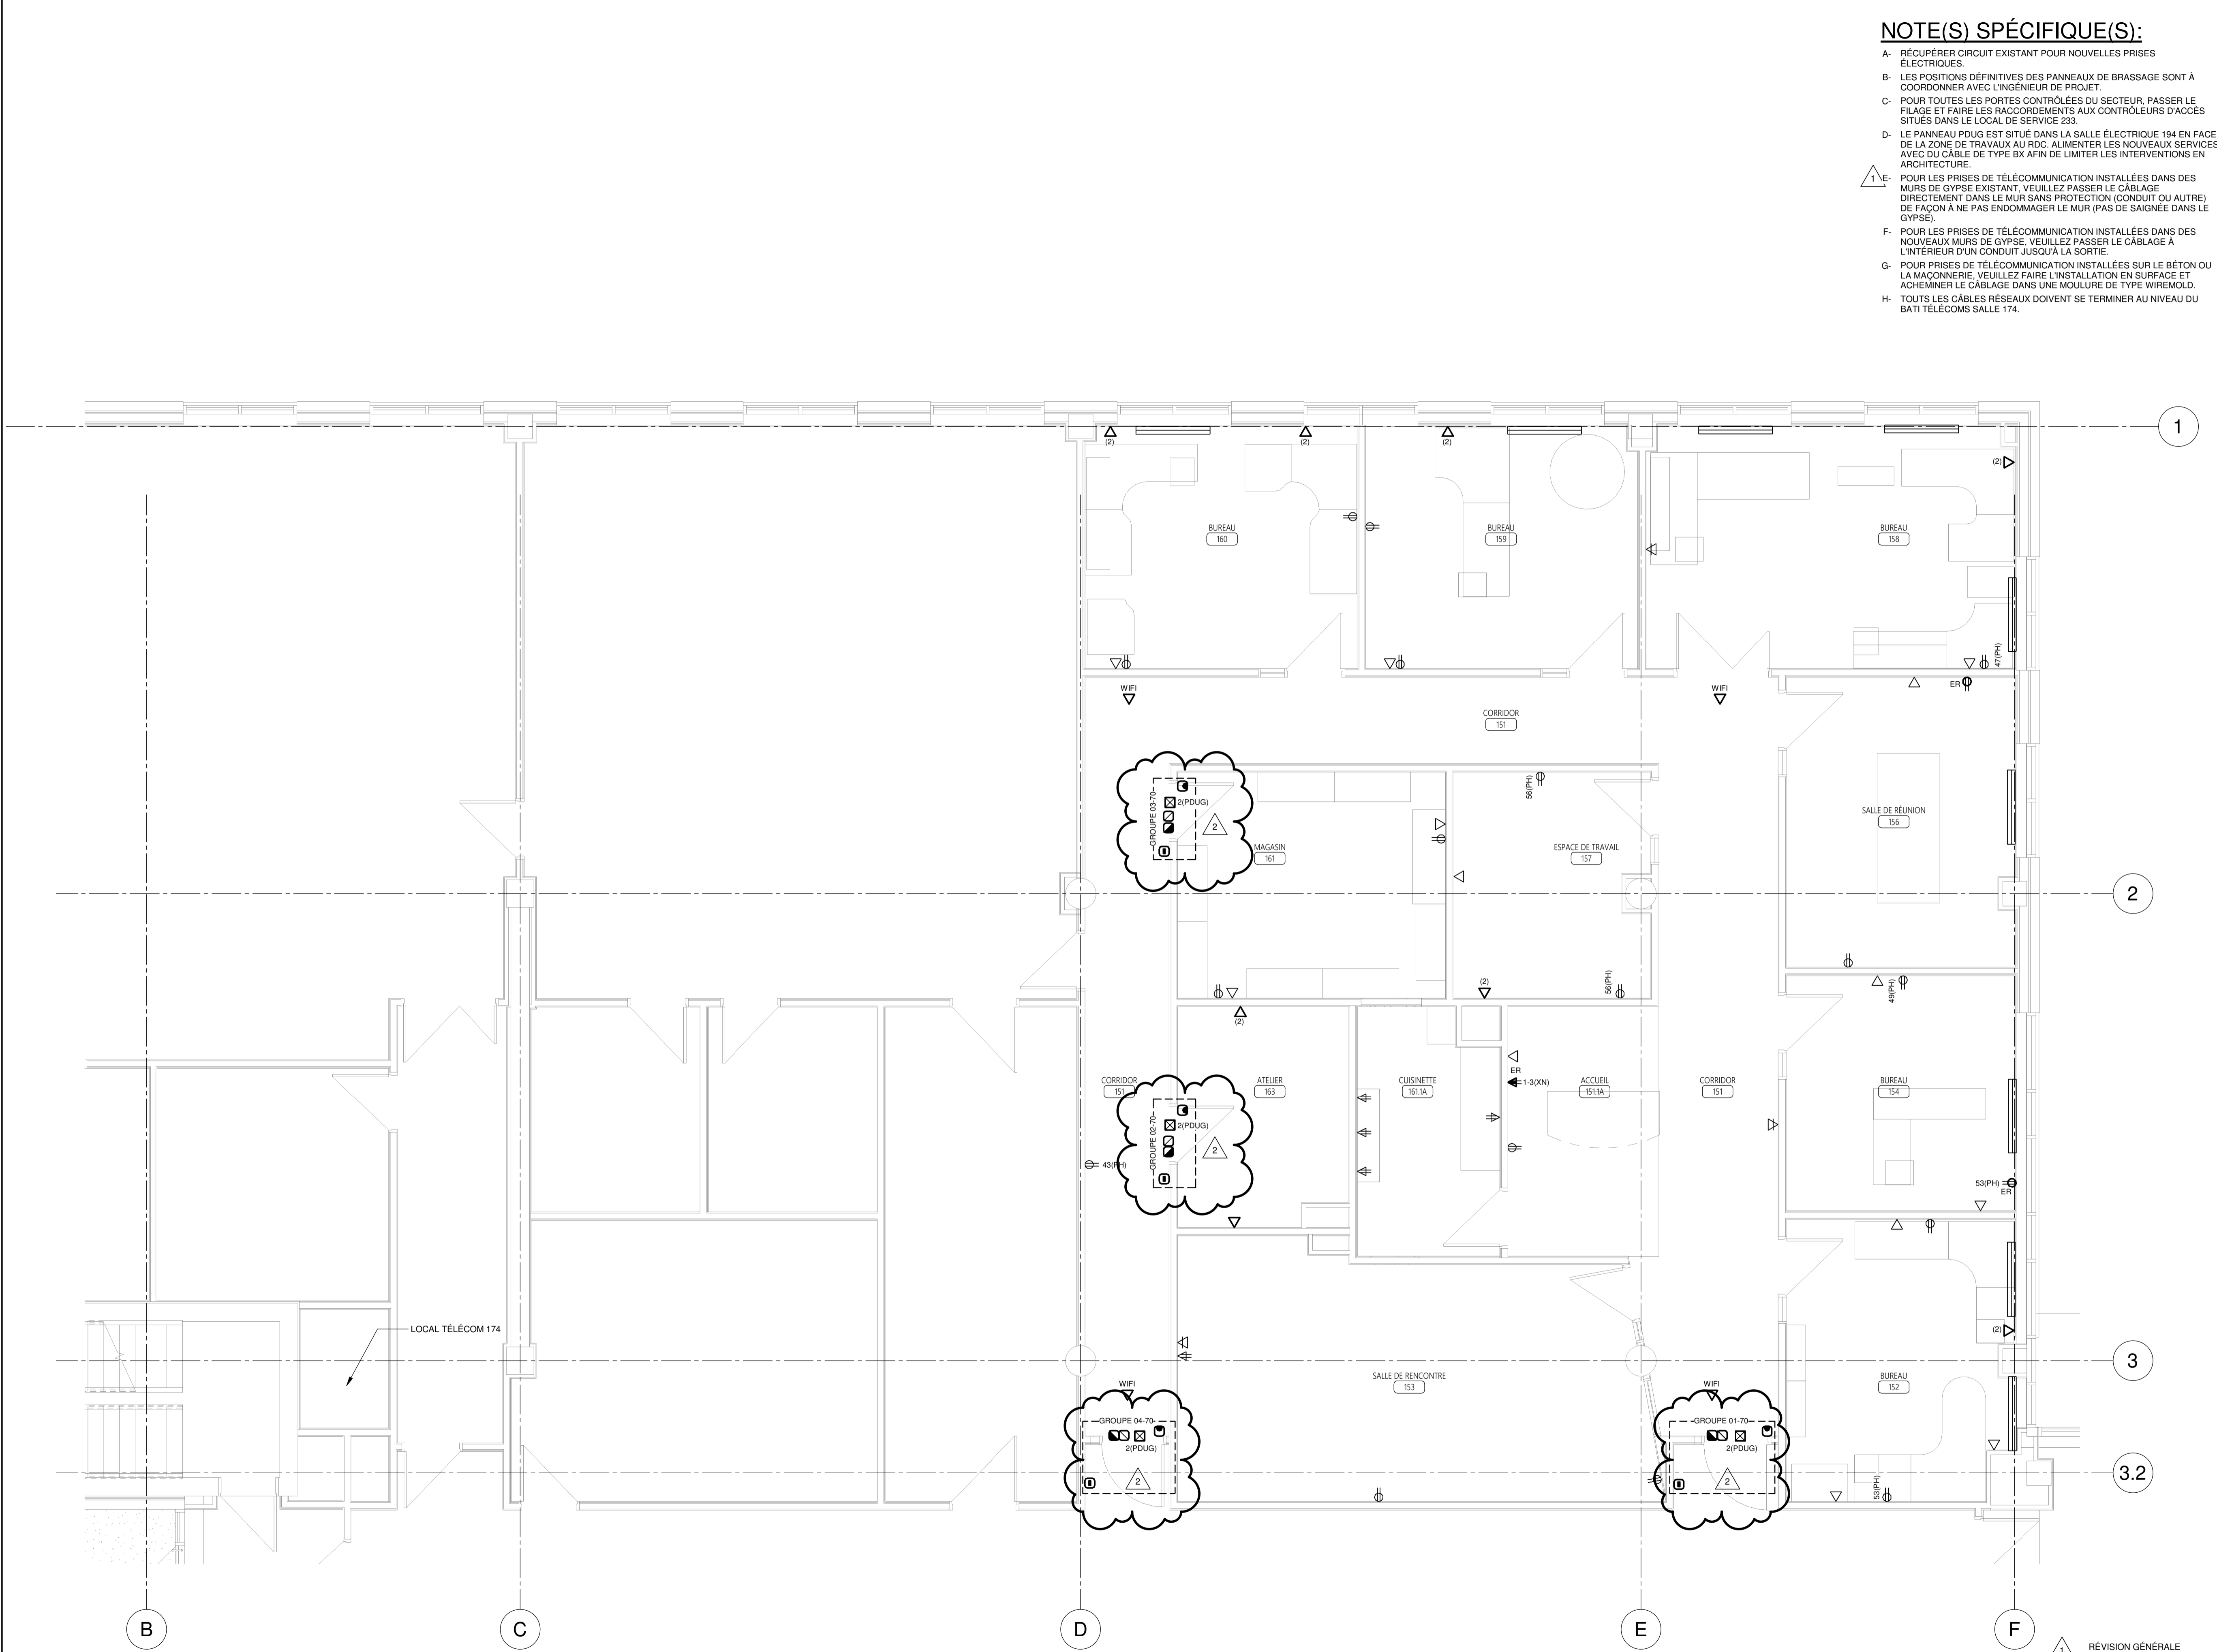 NOTE(S) SPÉCIFIQUE(S):
A- RÉCUPÉRER CIRCUIT EXISTANT POUR NOUVELLES PRISES
ÉLECTRIQUES.
B- LES POSITIONS DÉFINITIVES DES PANNEAUX DE BRASSAGE SONT À
COORDONNER AVEC L'INGÉNIEUR DE PROJET.
C- POUR TOUTES LES PORTES CONTRÔLÉES DU SECTEUR, PASSER LE
FILAGE ET FAIRE LES RACCORDEMENTS AUX CONTRÔLEURS D'ACCÈS
SITUÉS DANS LE LOCAL DE SERVICE 233.
D- LE PANNEAU PDUG EST SITUÉ DANS LA SALLE ÉLECTRIQUE 194 EN FACE
DE LA ZONE DE TRAVAUX AU RDC. ALIMENTER LES NOUVEAUX SERVICES
AVEC DU CÂBLE DE TYPE BX AFIN DE LIMITER LES INTERVENTIONS EN
ARCHITECTURE.
1 E- POUR LES PRISES DE TÉLÉCOMMUNICATION INSTALLÉES DANS DES
MURS DE GYPSE EXISTANT, VEUILLEZ PASSER LE CÂBLAGE
DIRECTEMENT DANS LE MUR SANS PROTECTION (CONDUIT OU AUTRE)
DE FAÇON À NE PAS ENDOMMAGER LE MUR (PAS DE SAIGNÉE DANS LE
GYPSE).
F- POUR LES PRISES DE TÉLÉCOMMUNICATION INSTALLÉES DANS DES
NOUVEAUX MURS DE GYPSE, VEUILLEZ PASSER LE CÂBLAGE À
L'INTÉRIEUR D'UN CONDUIT JUSQU'À LA SORTIE.
G- POUR PRISES DE TÉLÉCOMMUNICATION INSTALLÉES SUR LE BÉTON OU
LA MAÇONNERIE, VEUILLEZ FAIRE L'INSTALLATION EN SURFACE ET
ACHEMINER LE CÂBLAGE DANS UNE MOULURE DE TYPE WIREMOLD.
H- TOUTS LES CÂBLES RÉSEAUX DOIVENT SE TERMINER AU NIVEAU DU
BATI TÉLÉCOMS SALLE 174.
1
(2) (2) (2)
(2)
BUREAU
160
BUREAU
159
BUREAU
158
47(PH)
WIFI
WIFI
ER
CORRIDOR
151
GROUPE 03-70
2(PDUG)
2
56(PH)
SALLE DE RÉUNION
156
MAGASIN
161
ESPACE DE TRAVAIL
157
2
(2)
56(PH)
49(PH)
(2)
CORRIDOR
151
ATELIER
163
CUISINETTE
161.1A
ER
1-3(XN)
ACCUEIL
151.1A
CORRIDOR
151
BUREAU
154
GROUPE 02-70
2(PDUG)
2
43(PH)
53(PH)
ER
LOCAL TÉLÉCOM 174
(2)
3
SALLE DE RENCONTRE
153
BUREAU
152
WIFI
GROUPE 04-70
2(PDUG)
2
WIFI
GROUPE 01-70
2(PDUG)
2
53(PH)
3.2
B
C
D
E
F
1 RÉVISION GÉNÉRALE